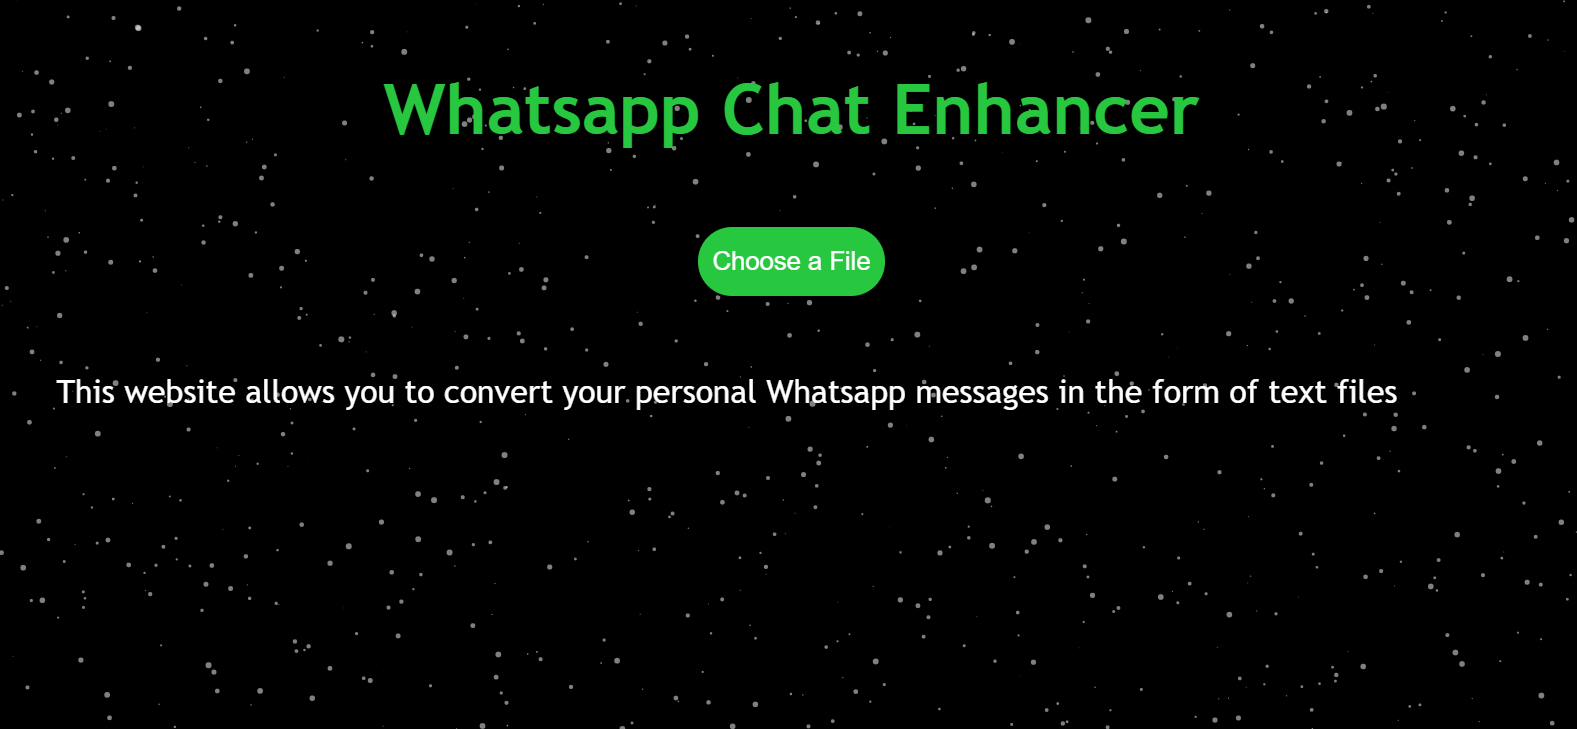 Whatsapp Chat Enhancer
Choose a File
This website allows you to convert your personal Whatsapp messages in the form of text files